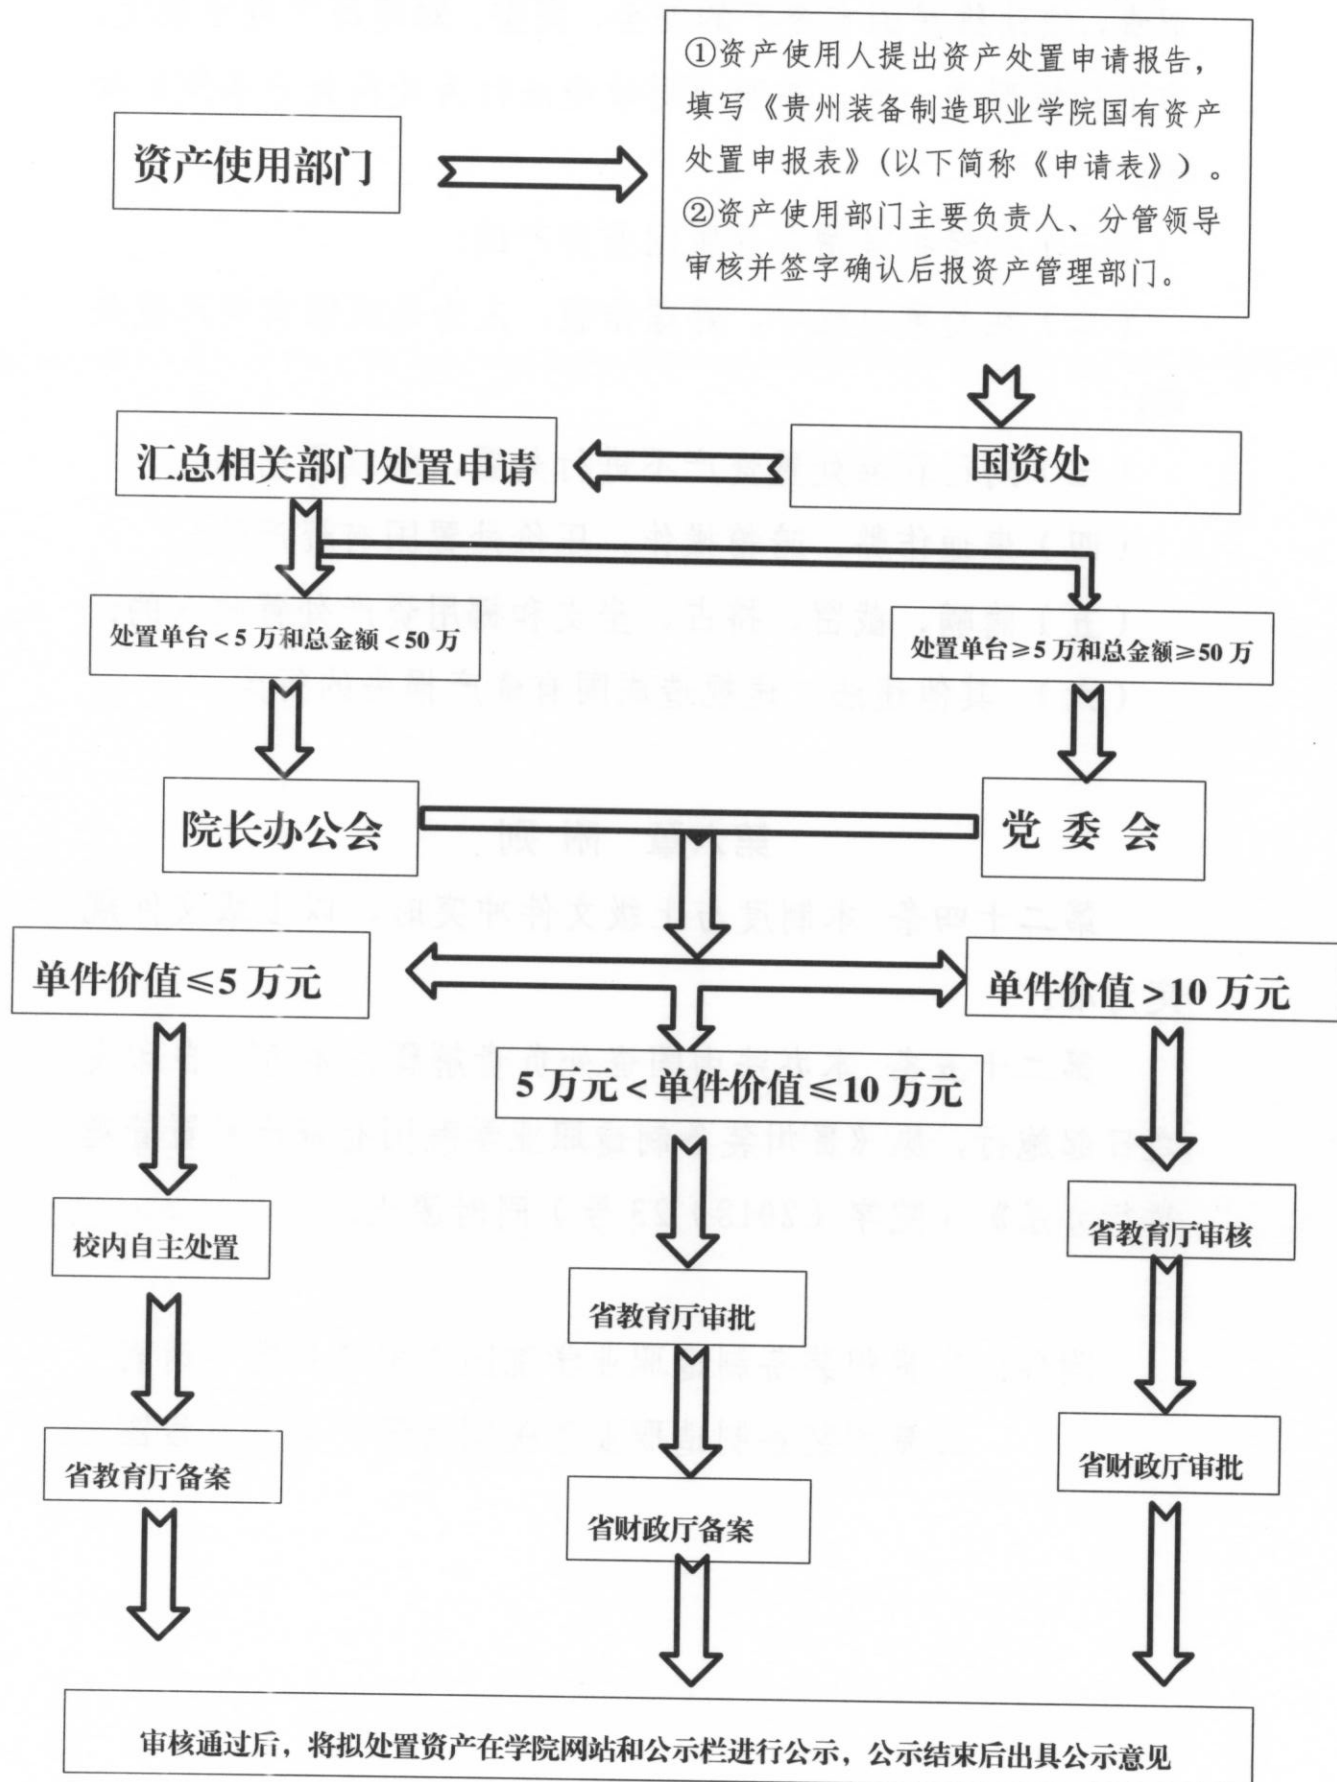 资产使用部门
①资产使用人提出资产处置申请报告，
填写《贵州装备制造职业学院国有资产
处置申报表》(以下简称《申请表》）。
②资产使用部门主要负责人、分管领导
审核并签字确认后报资产管理部门。
汇总相关部门处置申请
国资处
处置单台<5万和总金额<50万
处置单台≥5万和总金额≥50万
院长办公会
党 委 会
单件价值≤5万元
单件价值>10万元
5万元<单件价值≤10万元
校内自主处置
省教育厅审批
省教育厅审核
省教育厅备案
省财政厅备案
省财政厅审批
审核通过后，将拟处置资产在学院网站和公示栏进行公示，公示结束后出具公示意见